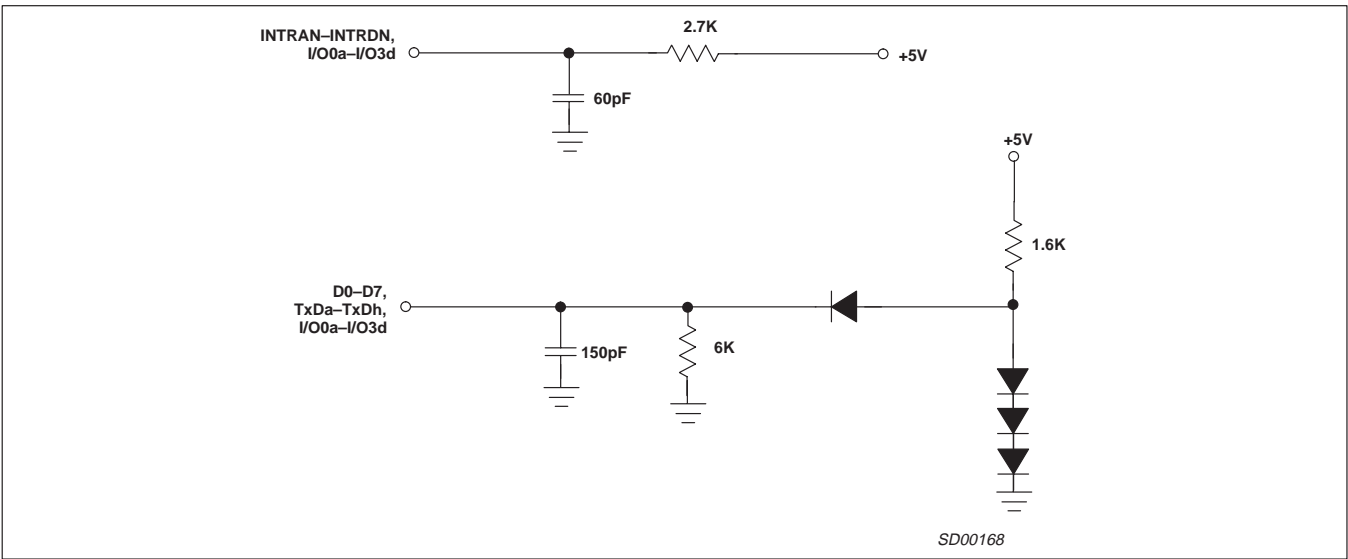 2.7K
INTRAN–INTRDN,
I/O0a–I/O3d
+5V
60pF
+5V
1.6K
D0–D7,
TxDa–TxDh,
I/O0a–I/O3d
150pF
6K
SD00168